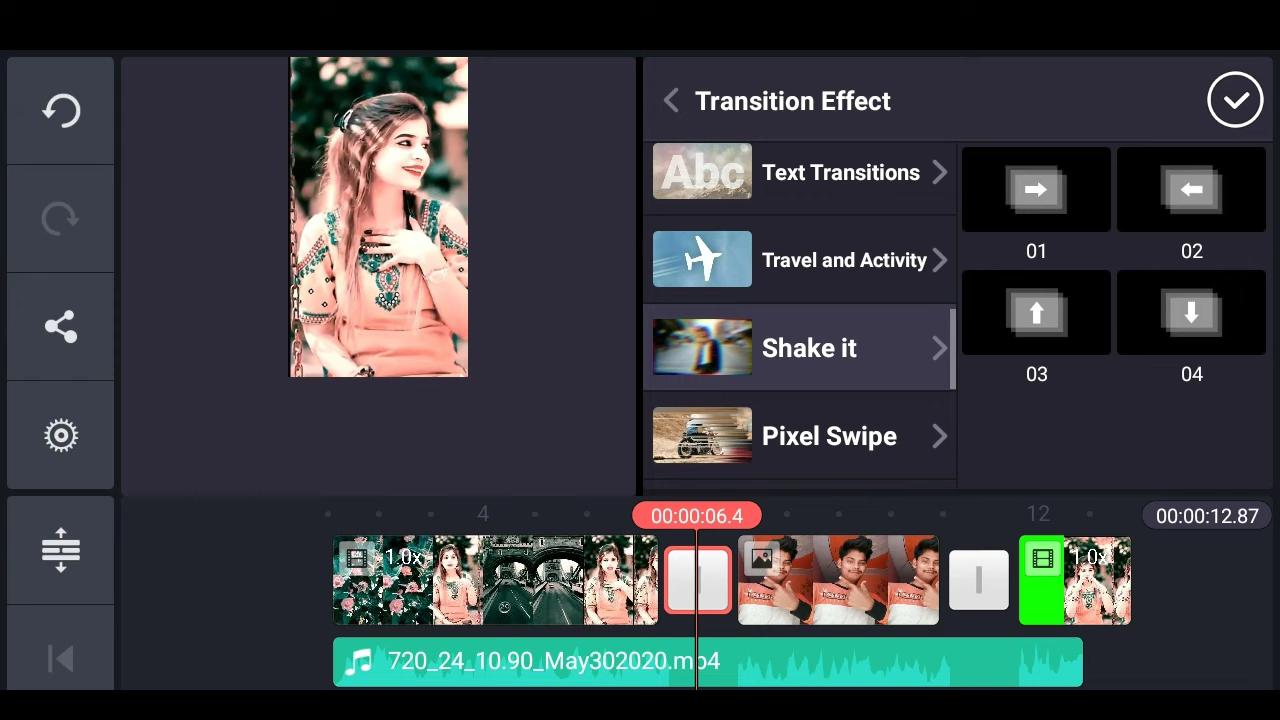 Transition Effect
Abc
Text Transitions
Travel and Activity
Shake it
Pixel Swipe
01
02
03
04
4
00:00:06.4
12
00:00:12.87
1.0x
1.0x
720_24_10.90_May302020.mp4